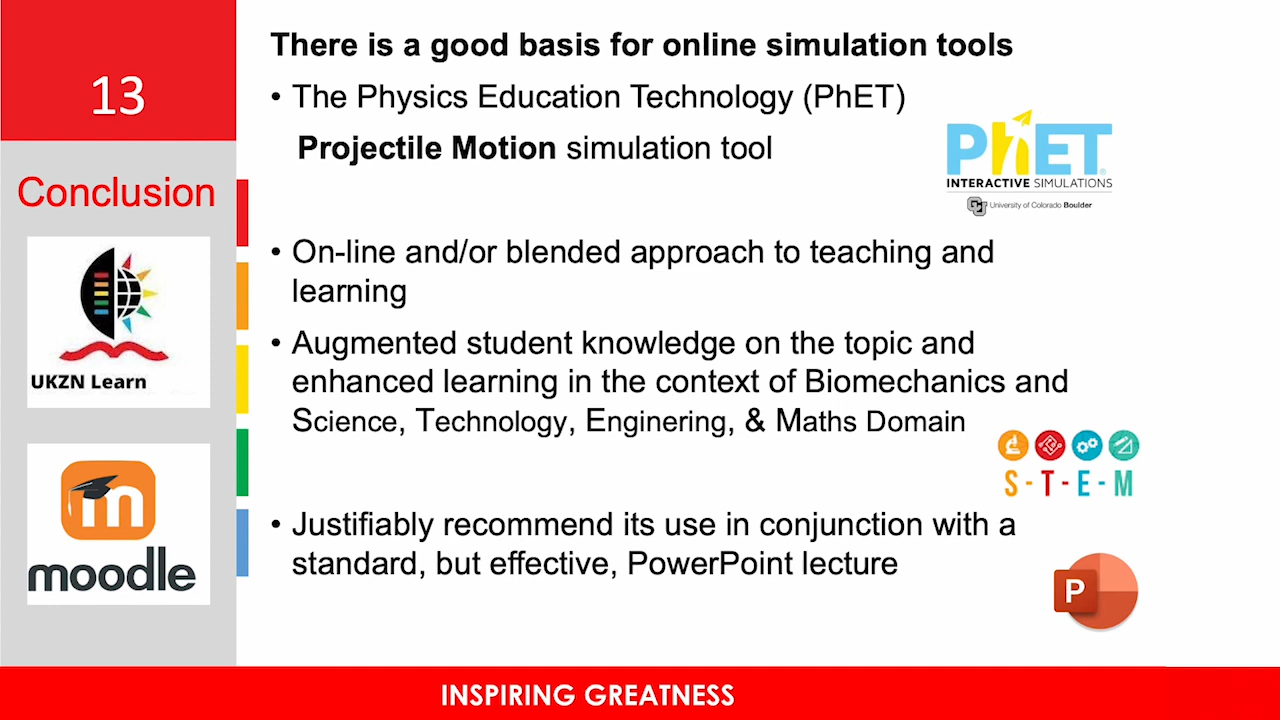 13
Conclusion
UKZN Learn
moodle
There is a good basis for online simulation tools
• The Physics Education Technology (PhET)
Projectile Motion simulation tool
PhET
INTERACTIVE SIMULATIONS
CU University of Colorado Boulder
• On-line and/or blended approach to teaching and
learning
• Augmented student knowledge on the topic and
enhanced learning in the context of Biomechanics and
Science, Technology, Enginering, & Maths Domain
S-T-E-M
• Justifiably recommend its use in conjunction with a
standard, but effective, PowerPoint lecture
P
INSPIRING GREATNESS